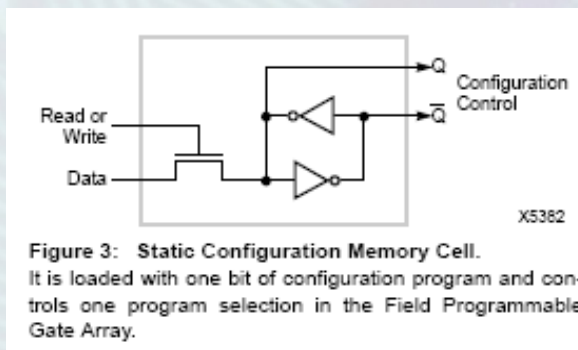 Q
Configuration
Control
Q
Read or
Write
Data
X5382
Figure 3: Static Configuration Memory Cell.
It is loaded with one bit of configuration program and con-
trols one program selection in the Field Programmable
Gate Array.